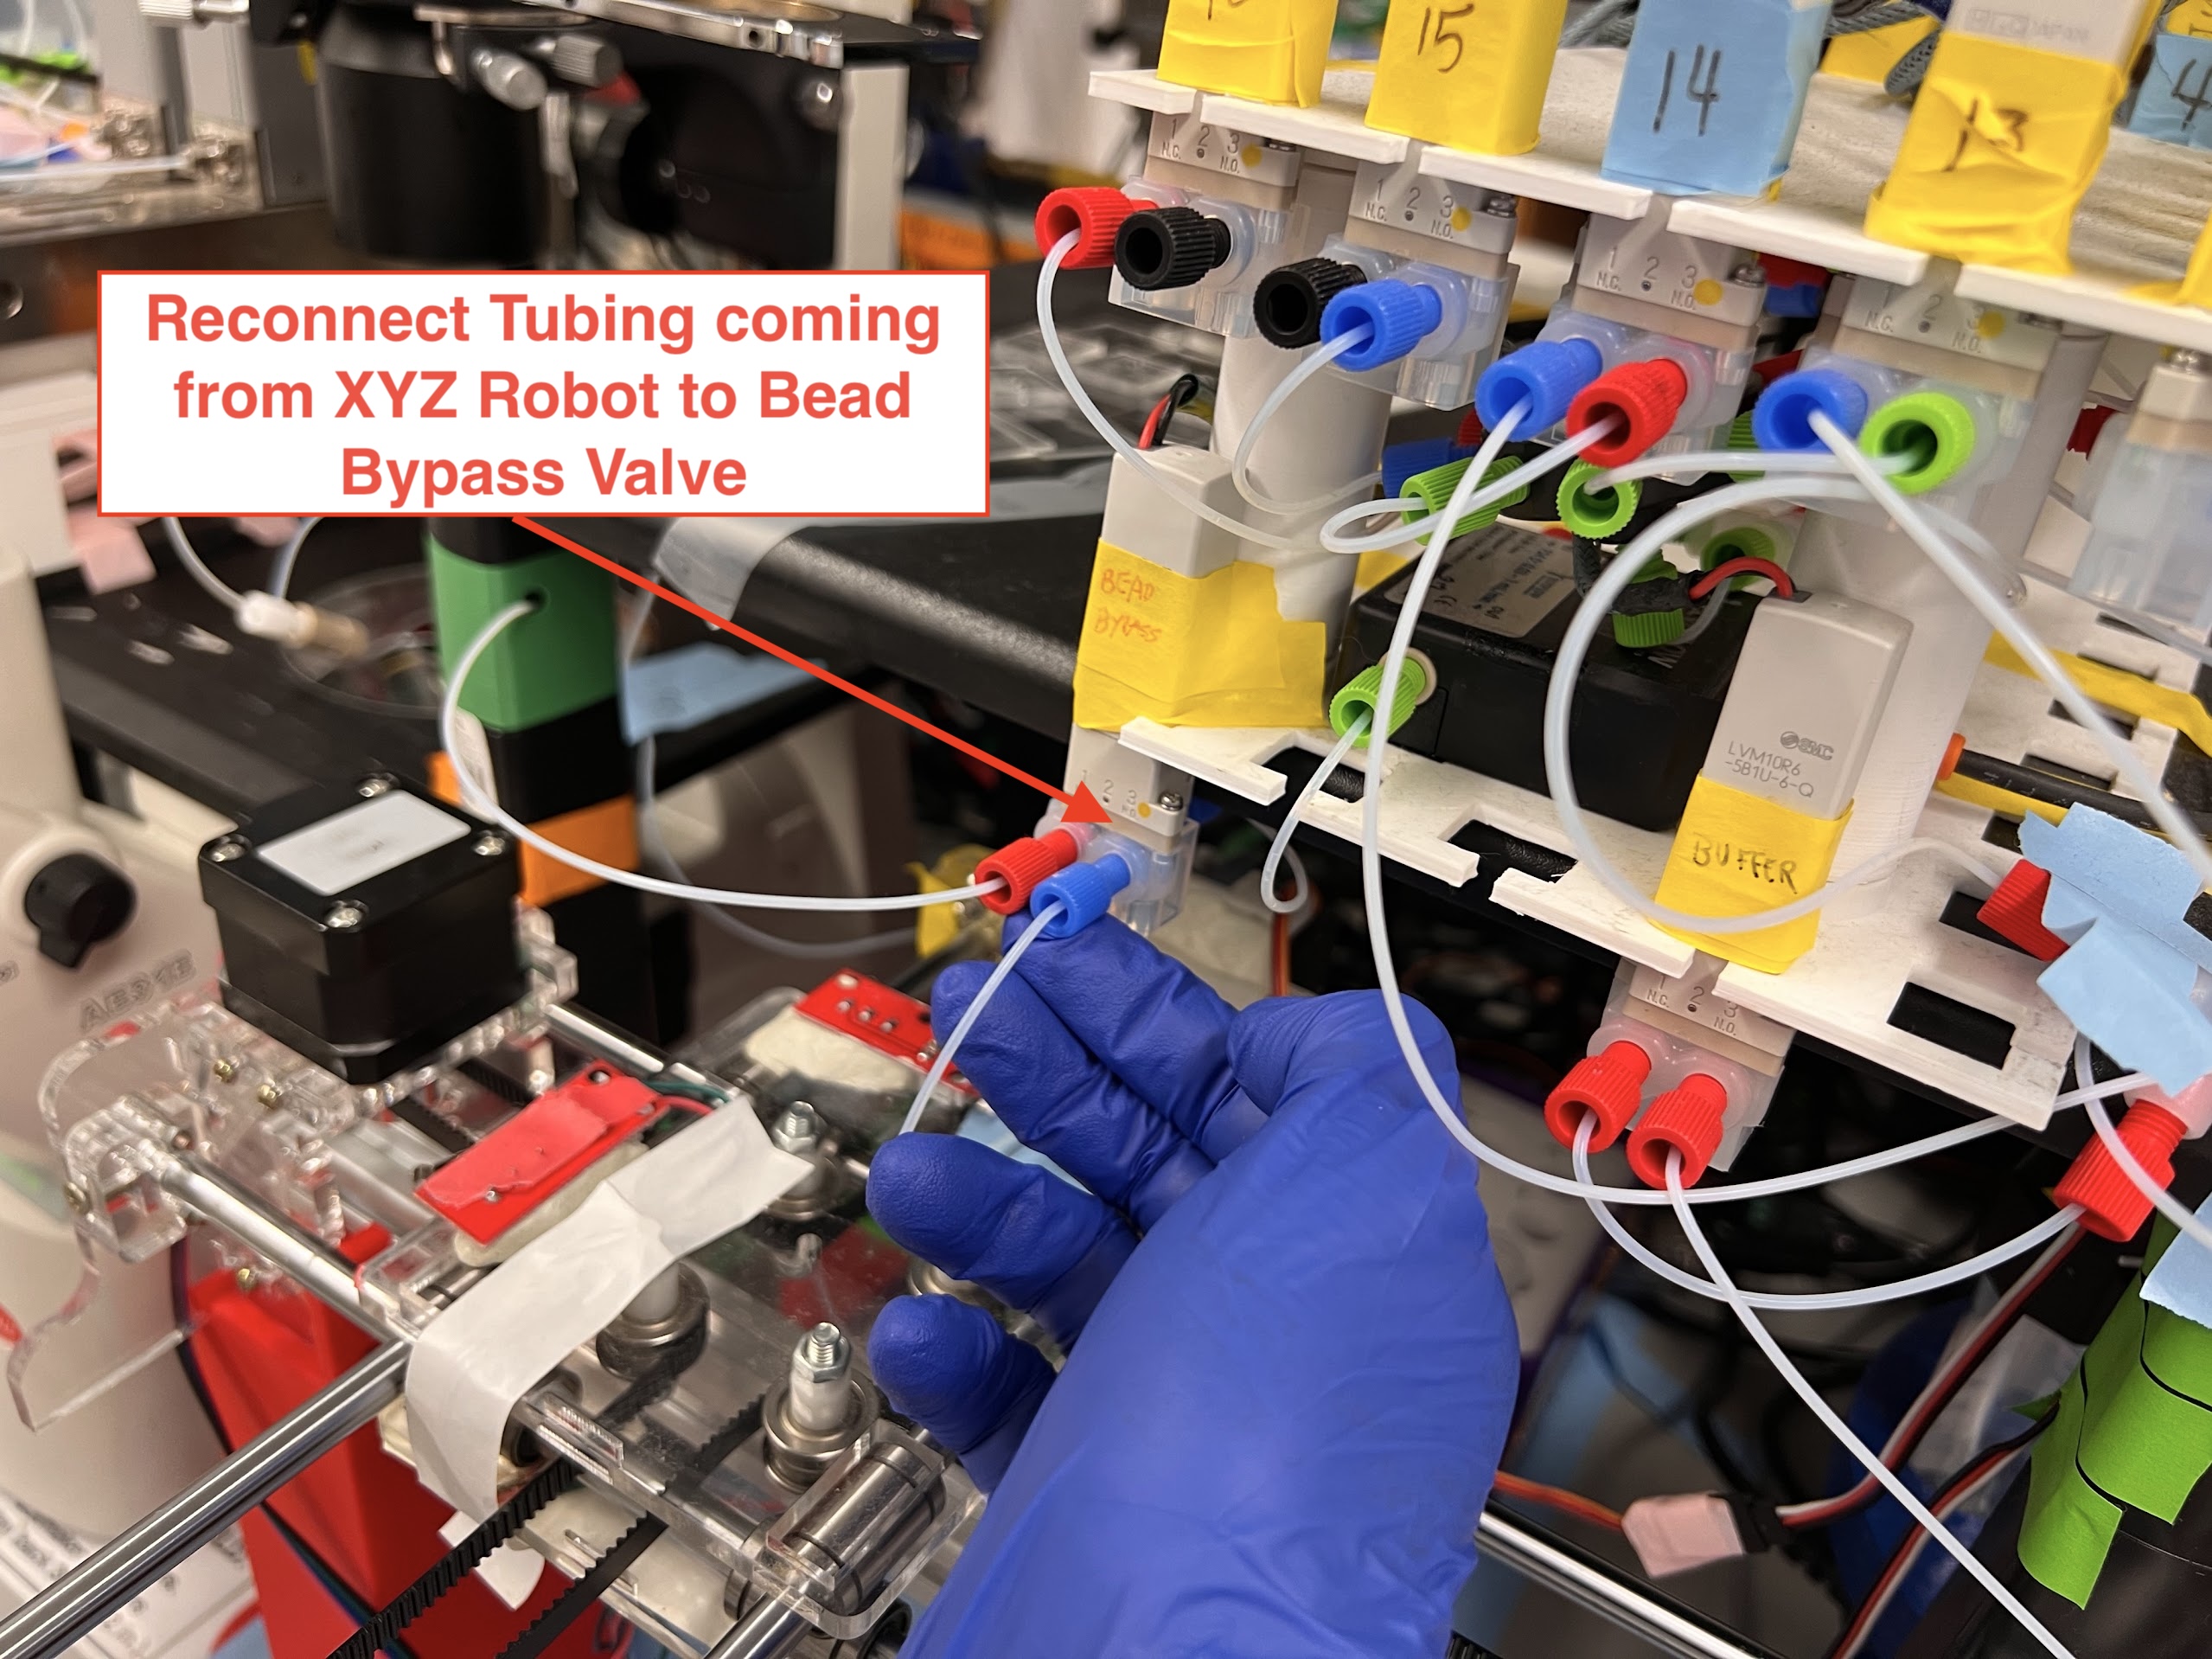 15
14
13
4
1 2 3
N.C. N.O.
1 2 3
N.C. N.O.
1 2 3
N.C. N.O.
2 3
N.C. N.O.
Reconnect Tubing coming
from XYZ Robot to Bead
Bypass Valve
BEAD
BYPASS
SMC
LVM10R6
-5B1U-6-Q
1 2 3
N.O.
BUFFER
1 2 3
N.C. N.O.
AE31E